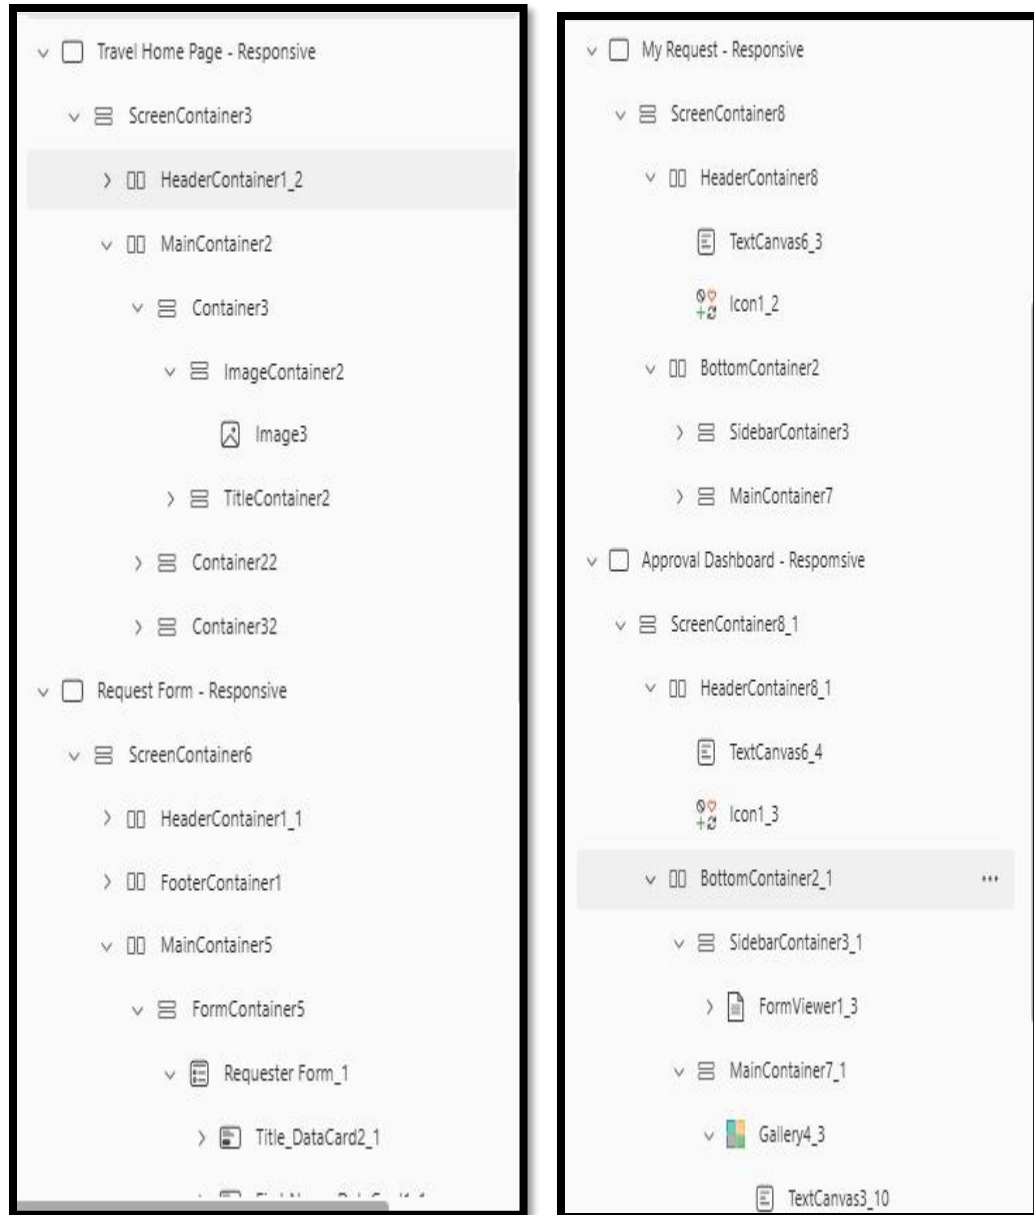 Travel Home Page - Responsive
ScreenContainer3
HeaderContainer1_2
MainContainer2
Container3
ImageContainer2
Image3
TitleContainer2
Container22
Container32
Request Form - Responsive
ScreenContainer6
HeaderContainer1_1
FooterContainer1
MainContainer5
FormContainer5
Requester Form_1
Title_DataCard2_1
My Request - Responsive
ScreenContainer8
HeaderContainer8
TextCanvas6_3
Icon1_2
BottomContainer2
SidebarContainer3
MainContainer7
Approval Dashboard - Respomsive
ScreenContainer8_1
HeaderContainer8_1
TextCanvas6_4
Icon1_3
BottomContainer2_1
SidebarContainer3_1
FormViewer1_3
MainContainer7_1
Gallery4_3
TextCanvas3_10